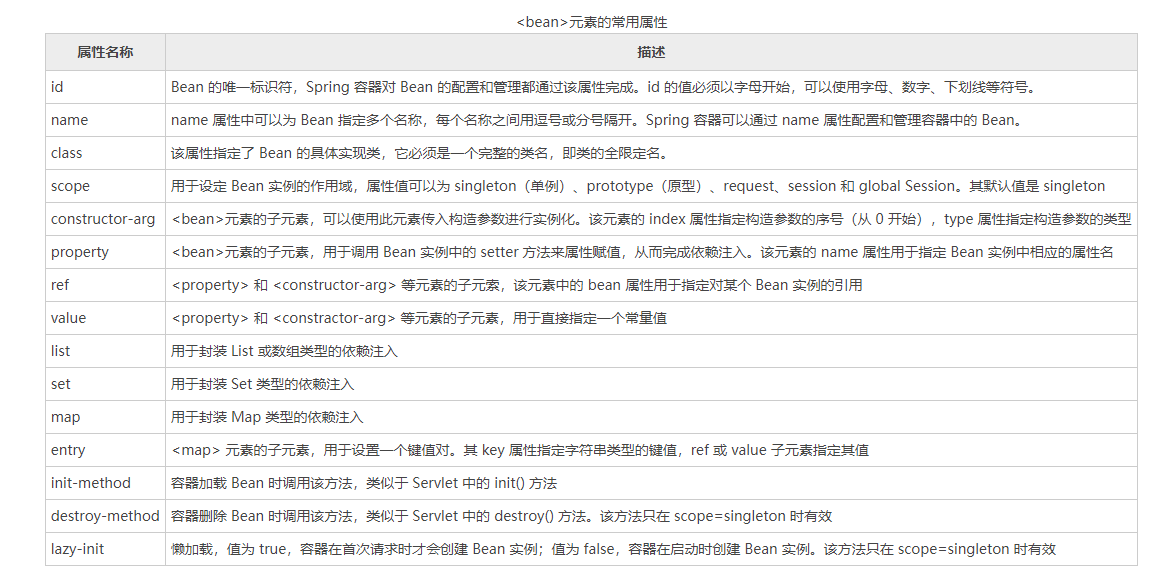 <bean>元素的常用属性
属性名称 描述
id Bean 的唯一标识符，Spring 容器对 Bean 的配置和管理都通过该属性完成。id 的值必须以字母开始，可以使用字母、数字、下划线等符号。
name name 属性中可以为 Bean 指定多个名称，每个名称之间用逗号或分号隔开。Spring 容器可以通过 name 属性配置和管理容器中的 Bean。
class 该属性指定了 Bean 的具体实现类，它必须是一个完整的类名，即类的全限定名。
scope 用于设定 Bean 实例的作用域，属性值可以为 singleton（单例）、prototype（原型）、request、session 和 global Session。其默认值是 singleton
constructor-arg <bean>元素的子元素，可以使用此元素传入构造参数进行实例化。该元素的 index 属性指定构造参数的序号（从 0 开始），type 属性指定构造参数的类型
property <bean>元素的子元素，用于调用 Bean 实例中的 setter 方法来属性赋值，从而完成依赖注入。该元素的 name 属性用于指定 Bean 实例中相应的属性名
ref <property> 和 <constructor-arg> 等元素的子元索，该元素中的 bean 属性用于指定对某个 Bean 实例的引用
value <property> 和 <constractor-arg> 等元素的子元素，用于直接指定一个常量值
list 用于封装 List 或数组类型的依赖注入
set 用于封装 Set 类型的依赖注入
map 用于封装 Map 类型的依赖注入
entry <map> 元素的子元素，用于设置一个键值对。其 key 属性指定字符串类型的键值，ref 或 value 子元素指定其值
init-method 容器加载 Bean 时调用该方法，类似于 Servlet 中的 init() 方法
destroy-method 容器删除 Bean 时调用该方法，类似于 Servlet 中的 destroy() 方法。该方法只在 scope=singleton 时有效
lazy-init 懒加载，值为 true，容器在首次请求时才会创建 Bean 实例；值为 false，容器在启动时创建 Bean 实例。该方法只在 scope=singleton 时有效